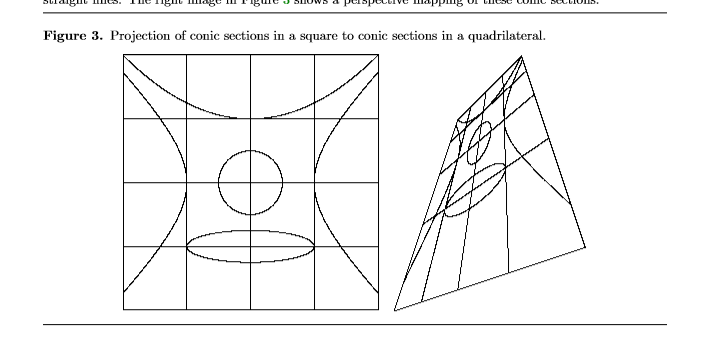 straight lines. The right image in Figure 3 shows a perspective mapping of these conic sections.
Figure 3. Projection of conic sections in a square to conic sections in a quadrilateral.